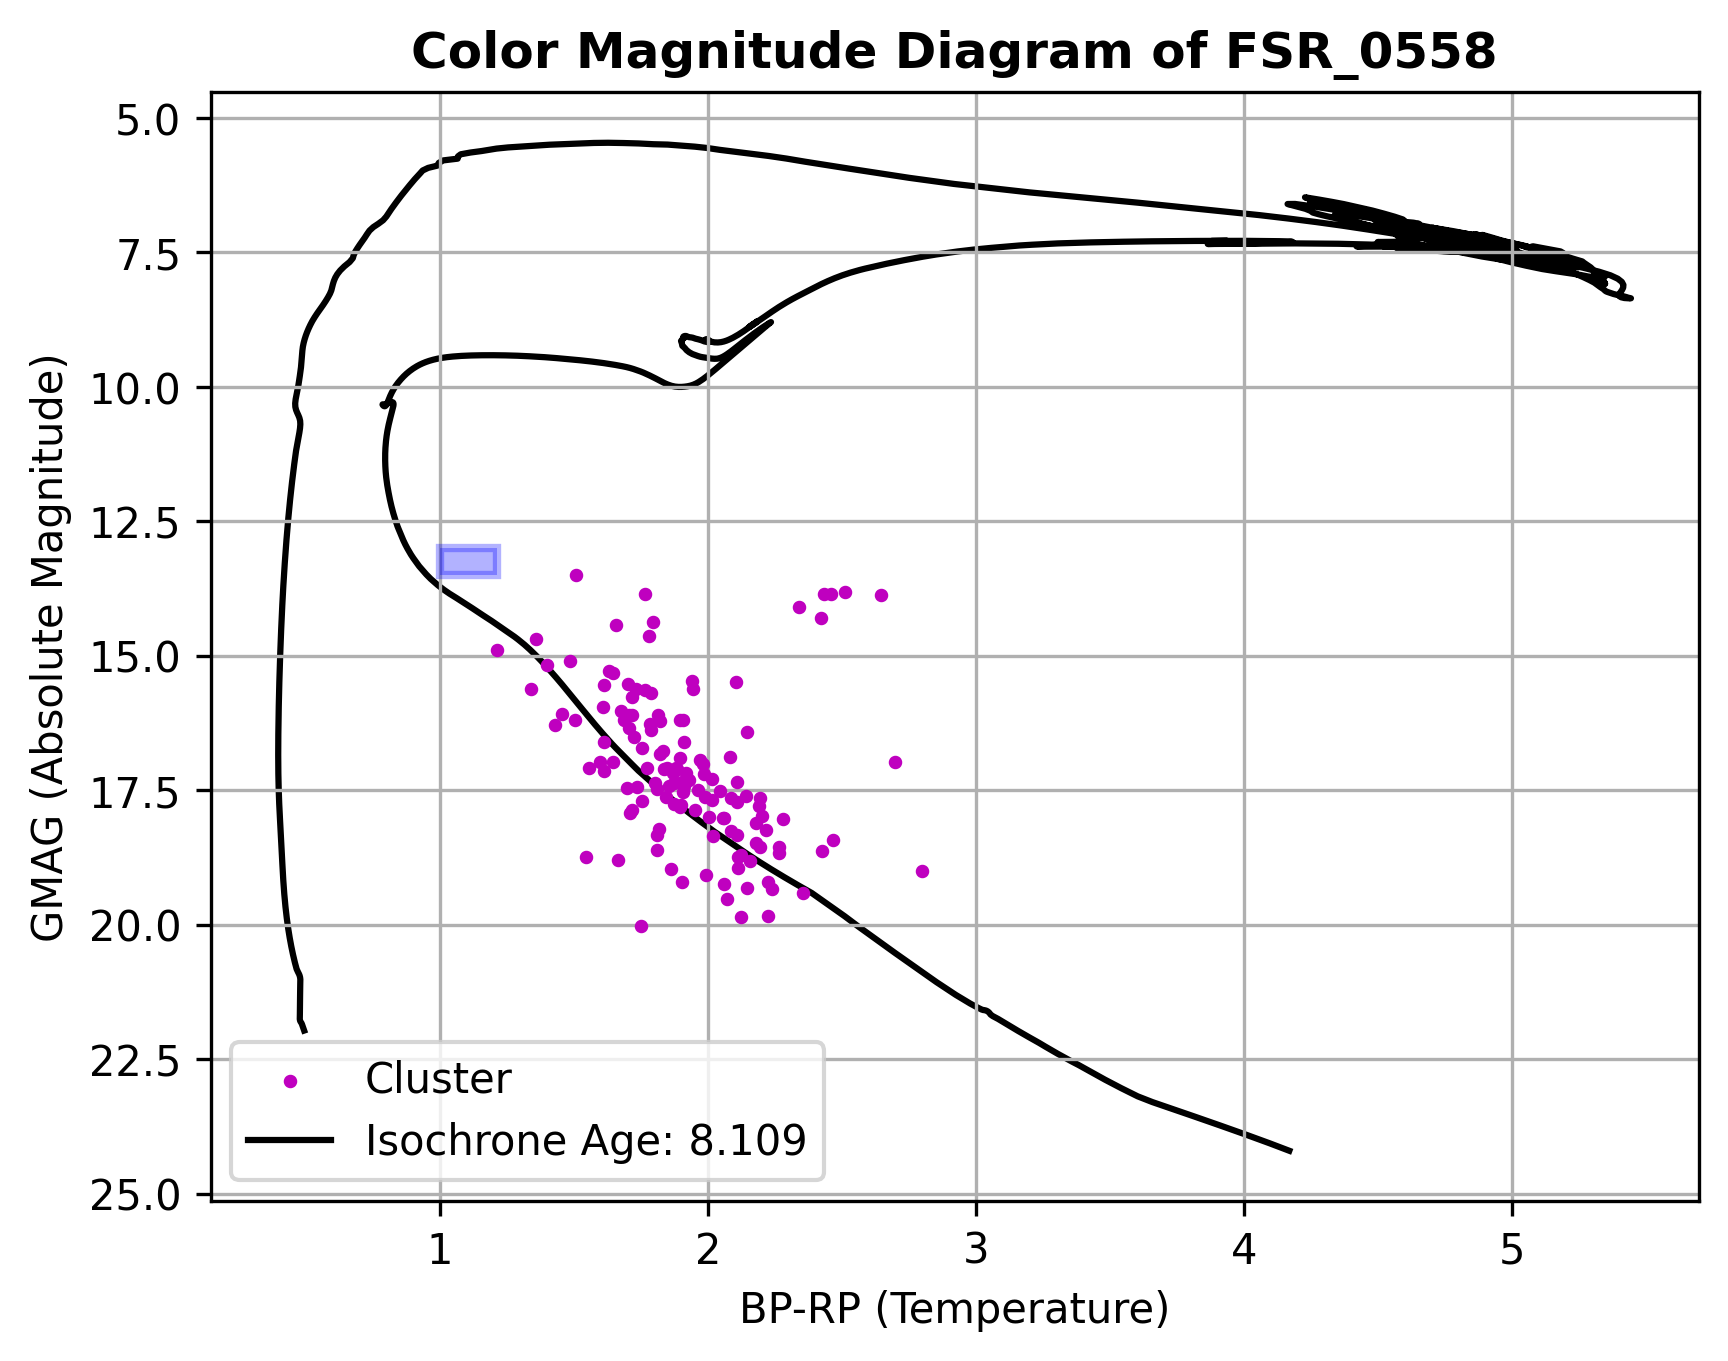 Color Magnitude Diagram of FSR_0558
GMAG (Absolute Magnitude)
5.0
7.5
10.0
12.5
15.0
17.5
20.0
22.5
25.0
Cluster
Isochrone Age: 8.109
1 2 3 4 5
BP-RP (Temperature)